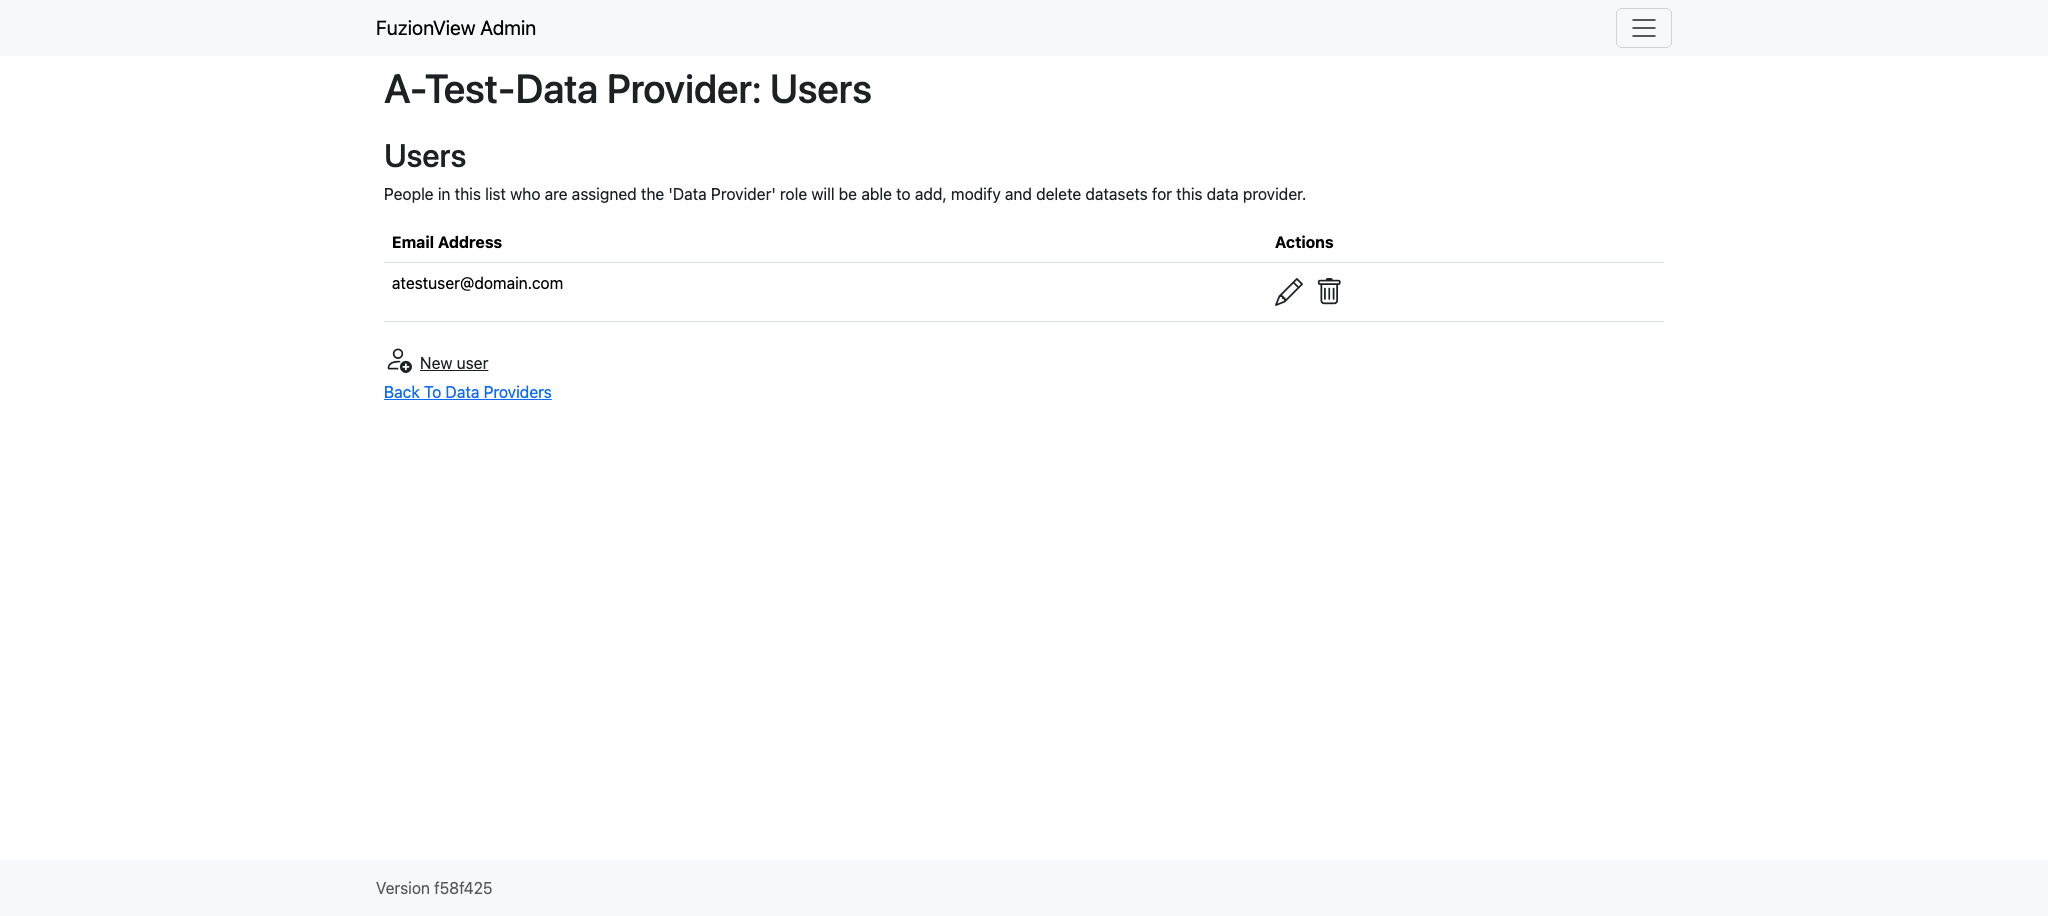 FuzionView Admin
A-Test-Data Provider: Users
Users
People in this list who are assigned the 'Data Provider' role will be able to add, modify and delete datasets for this data provider.
Email Address Actions
atestuser@domain.com
New user
Back To Data Providers
Version f58f425